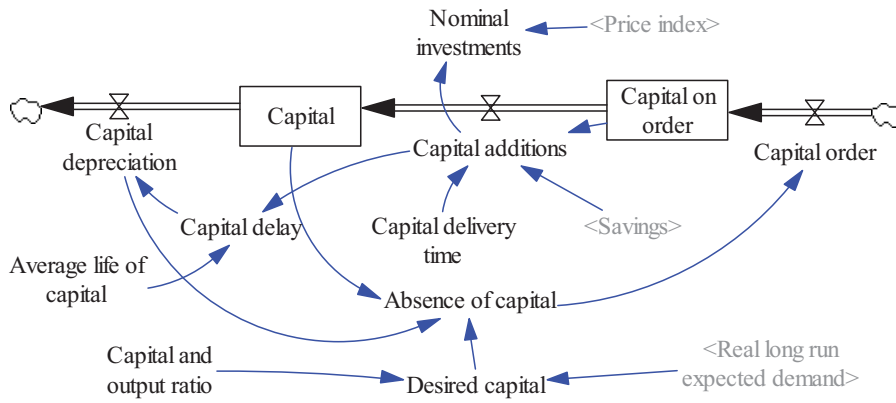 Nominal
investments
<Price index>
Capital
Capital on
order
Capital
depreciation
Capital additions
Capital order
Capital delay
Capital delivery
time
<Savings>
Average life of
capital
Absence of capital
Capital and
output ratio
Desired capital
<Real long run
expected demand>